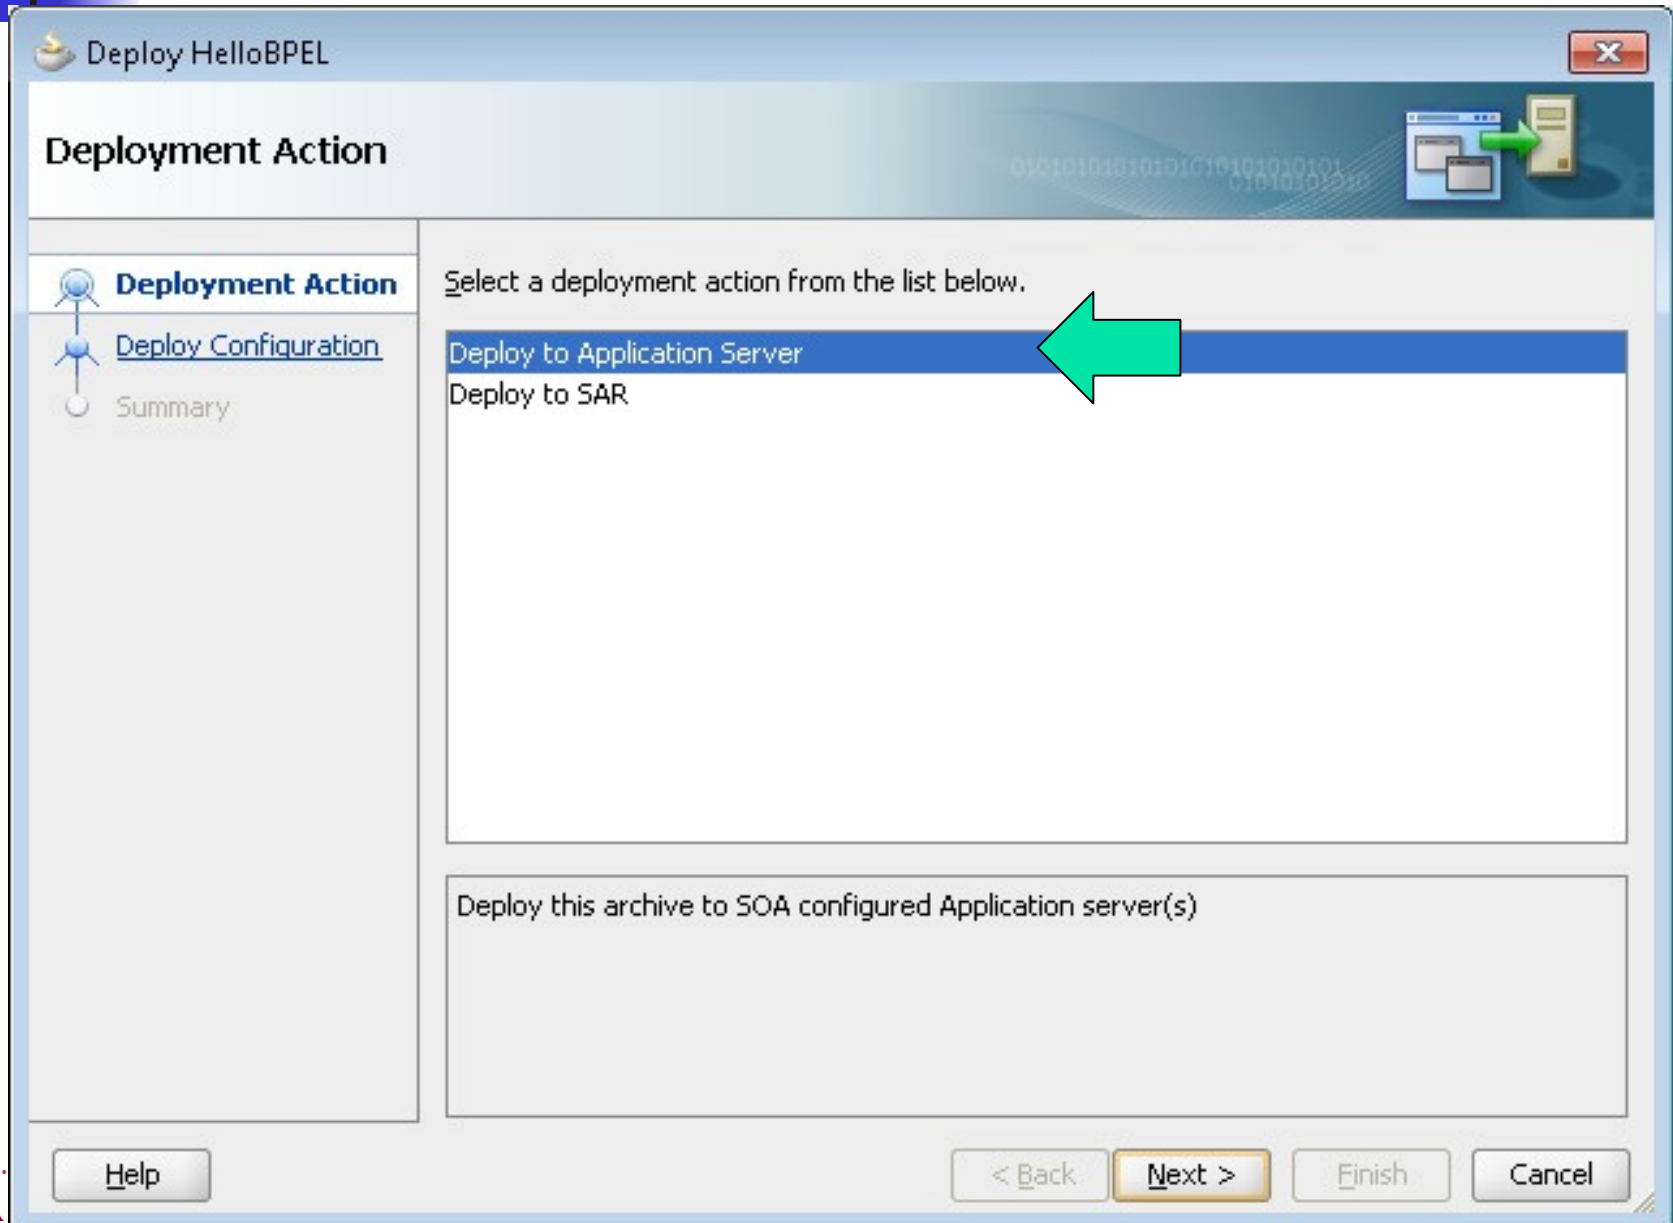 Deploy HelloBPEL
Deployment Action
Deployment Action
Deploy Configuration
Summary
Select a deployment action from the list below.
Deploy to Application Server
Deploy to SAR
Deploy this archive to SOA configured Application server(s)
Help
< Back
Next >
Finish
Cancel